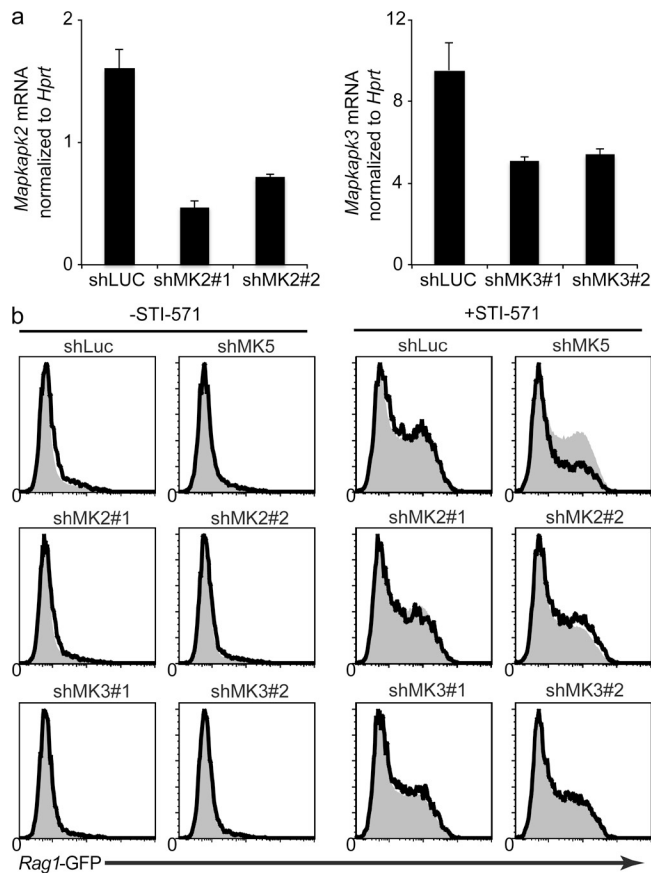 a
2
1
0
Mapkapk2 mRNA
normalized to Hprt
shLUC shMK2#1 shMK2#2
12
8
4
0
Mapkapk3 mRNA
normalized to Hprt
shLUC shMK3#1 shMK3#2
b
-STI-571 +STI-571
shLuc shMK5 shLuc shMK5
0 0 0 0
shMK2#1 shMK2#2 shMK2#1 shMK2#2
0 0 0 0
shMK3#1 shMK3#2 shMK3#1 shMK3#2
0 0 0 0
Rag1-GFP